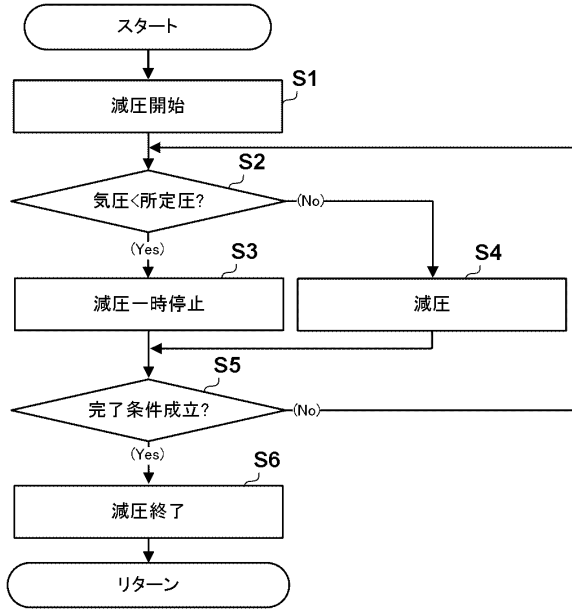 スタート
S1
減圧開始
S2
気圧<所定圧?
(No)
(Yes)
S3
減圧一時停止
S4
減圧
S5
完了条件成立?
(No)
(Yes)
S6
減圧終了
リターン